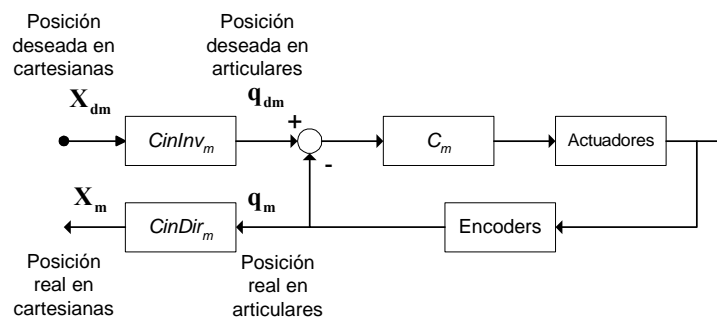 Posición
deseada en
cartesianas
Posición
deseada en
articulares
X_dm
q_dm
+
CinInv_m
C_m
Actuadores
-
X_m
q_m
CinDir_m
Encoders
Posición
real en
cartesianas
Posición
real en
articulares